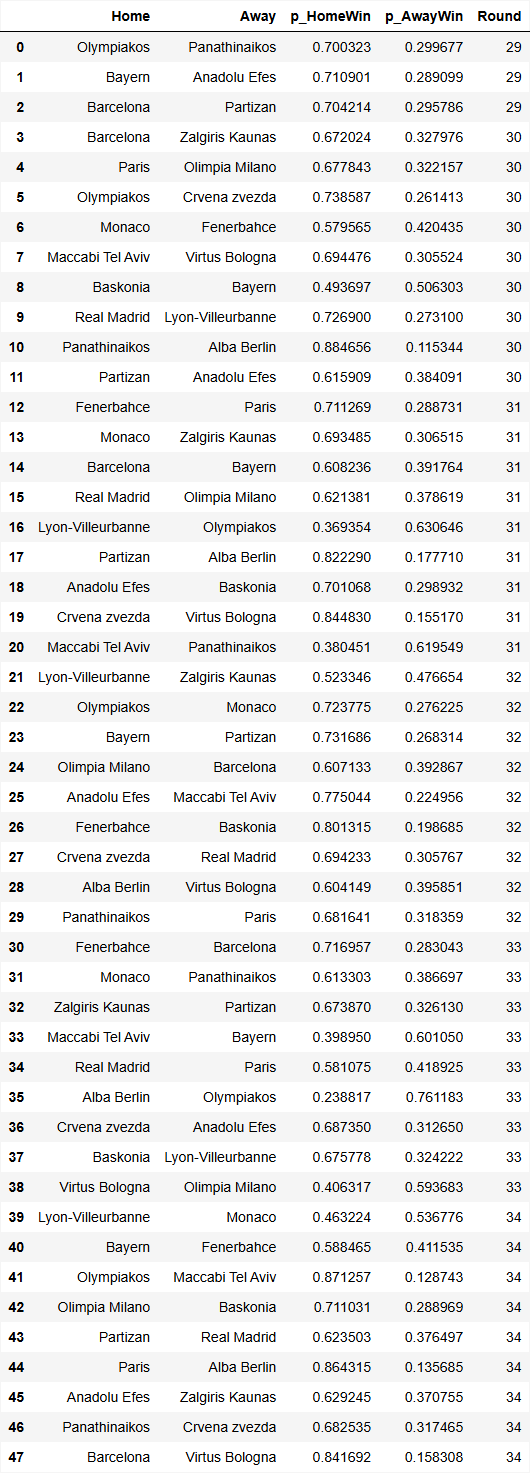 Home Away p_HomeWin p_AwayWin Round
0 Olympiakos Panathinaikos 0.700323 0.299677 29
1 Bayern Anadolu Efes 0.710901 0.289099 29
2 Barcelona Partizan 0.704214 0.295786 29
3 Barcelona Zalgiris Kaunas 0.672024 0.327976 30
4 Paris Olimpia Milano 0.677843 0.322157 30
5 Olympiakos Crvena zvezda 0.738587 0.261413 30
6 Monaco Fenerbahce 0.579565 0.420435 30
7 Maccabi Tel Aviv Virtus Bologna 0.694476 0.305524 30
8 Baskonia Bayern 0.493697 0.506303 30
9 Real Madrid Lyon-Villeurbanne 0.726900 0.273100 30
10 Panathinaikos Alba Berlin 0.884656 0.115344 30
11 Partizan Anadolu Efes 0.615909 0.384091 30
12 Fenerbahce Paris 0.711269 0.288731 31
13 Monaco Zalgiris Kaunas 0.693485 0.306515 31
14 Barcelona Bayern 0.608236 0.391764 31
15 Real Madrid Olimpia Milano 0.621381 0.378619 31
16 Lyon-Villeurbanne Olympiakos 0.369354 0.630646 31
17 Partizan Alba Berlin 0.822290 0.177710 31
18 Anadolu Efes Baskonia 0.701068 0.298932 31
19 Crvena zvezda Virtus Bologna 0.844830 0.155170 31
20 Maccabi Tel Aviv Panathinaikos 0.380451 0.619549 31
21 Lyon-Villeurbanne Zalgiris Kaunas 0.523346 0.476654 32
22 Olympiakos Monaco 0.723775 0.276225 32
23 Bayern Partizan 0.731686 0.268314 32
24 Olimpia Milano Barcelona 0.607133 0.392867 32
25 Anadolu Efes Maccabi Tel Aviv 0.775044 0.224956 32
26 Fenerbahce Baskonia 0.801315 0.198685 32
27 Crvena zvezda Real Madrid 0.694233 0.305767 32
28 Alba Berlin Virtus Bologna 0.604149 0.395851 32
29 Panathinaikos Paris 0.681641 0.318359 32
30 Fenerbahce Barcelona 0.716957 0.283043 33
31 Monaco Panathinaikos 0.613303 0.386697 33
32 Zalgiris Kaunas Partizan 0.673870 0.326130 33
33 Maccabi Tel Aviv Bayern 0.398950 0.601050 33
34 Real Madrid Paris 0.581075 0.418925 33
35 Alba Berlin Olympiakos 0.238817 0.761183 33
36 Crvena zvezda Anadolu Efes 0.687350 0.312650 33
37 Baskonia Lyon-Villeurbanne 0.675778 0.324222 33
38 Virtus Bologna Olimpia Milano 0.406317 0.593683 33
39 Lyon-Villeurbanne Monaco 0.463224 0.536776 34
40 Bayern Fenerbahce 0.588465 0.411535 34
41 Olympiakos Maccabi Tel Aviv 0.871257 0.128743 34
42 Olimpia Milano Baskonia 0.711031 0.288969 34
43 Partizan Real Madrid 0.623503 0.376497 34
44 Paris Alba Berlin 0.864315 0.135685 34
45 Anadolu Efes Zalgiris Kaunas 0.629245 0.370755 34
46 Panathinaikos Crvena zvezda 0.682535 0.317465 34
47 Barcelona Virtus Bologna 0.841692 0.158308 34